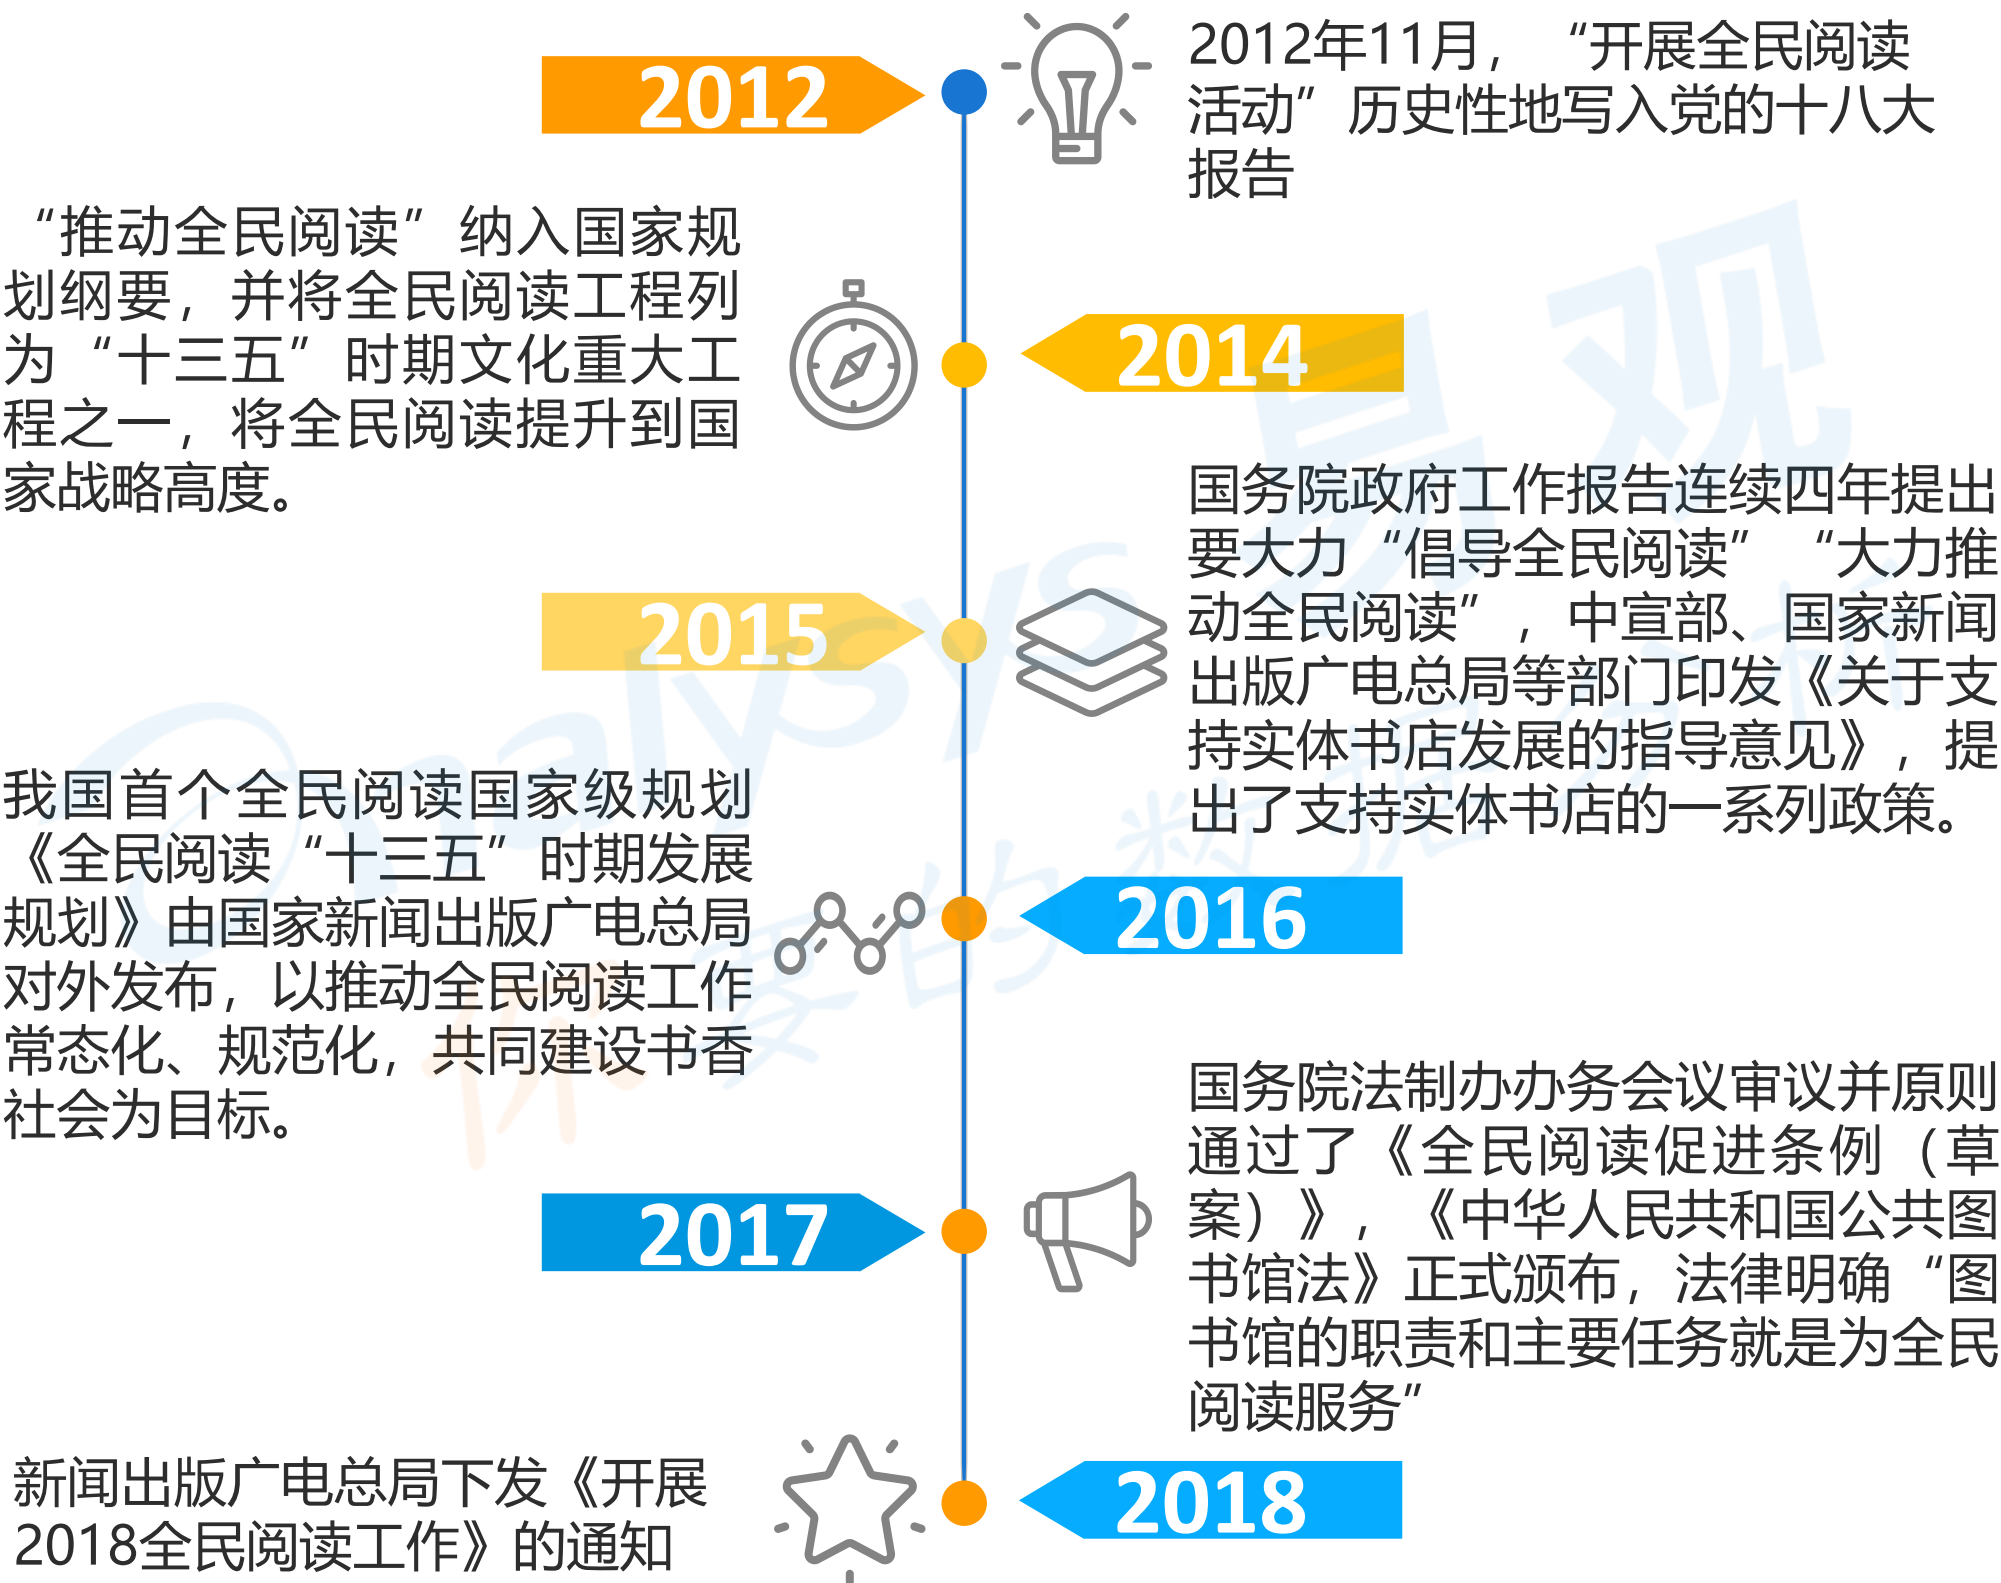 2012
2012年11月，“开展全民阅读
活动”历史性地写入党的十八大
报告
“推动全民阅读”纳入国家规
划纲要，并将全民阅读工程列
为“十三五”时期文化重大工
程之一，将全民阅读提升到国
家战略高度。
2014
2015
国务院政府工作报告连续四年提出
要大力“倡导全民阅读”“大力推
动全民阅读”，中宣部、国家新闻
出版广电总局等部门印发《关于支
持实体书店发展的指导意见》，提
出了支持实体书店的一系列政策。
我国首个全民阅读国家级规划
《全民阅读“十三五”时期发展
规划》由国家新闻出版广电总局
对外发布，以推动全民阅读工作
常态化、规范化，共同建设书香
社会为目标。
2016
2017
国务院法制办办务会议审议并原则
通过了《全民阅读促进条例（草
案）》，《中华人民共和国公共图
书馆法》正式颁布，法律明确“图
书馆的职责和主要任务就是为全民
阅读服务”
新闻出版广电总局下发《开展
2018全民阅读工作》的通知
2018
analysys 易观
你要的数据分析